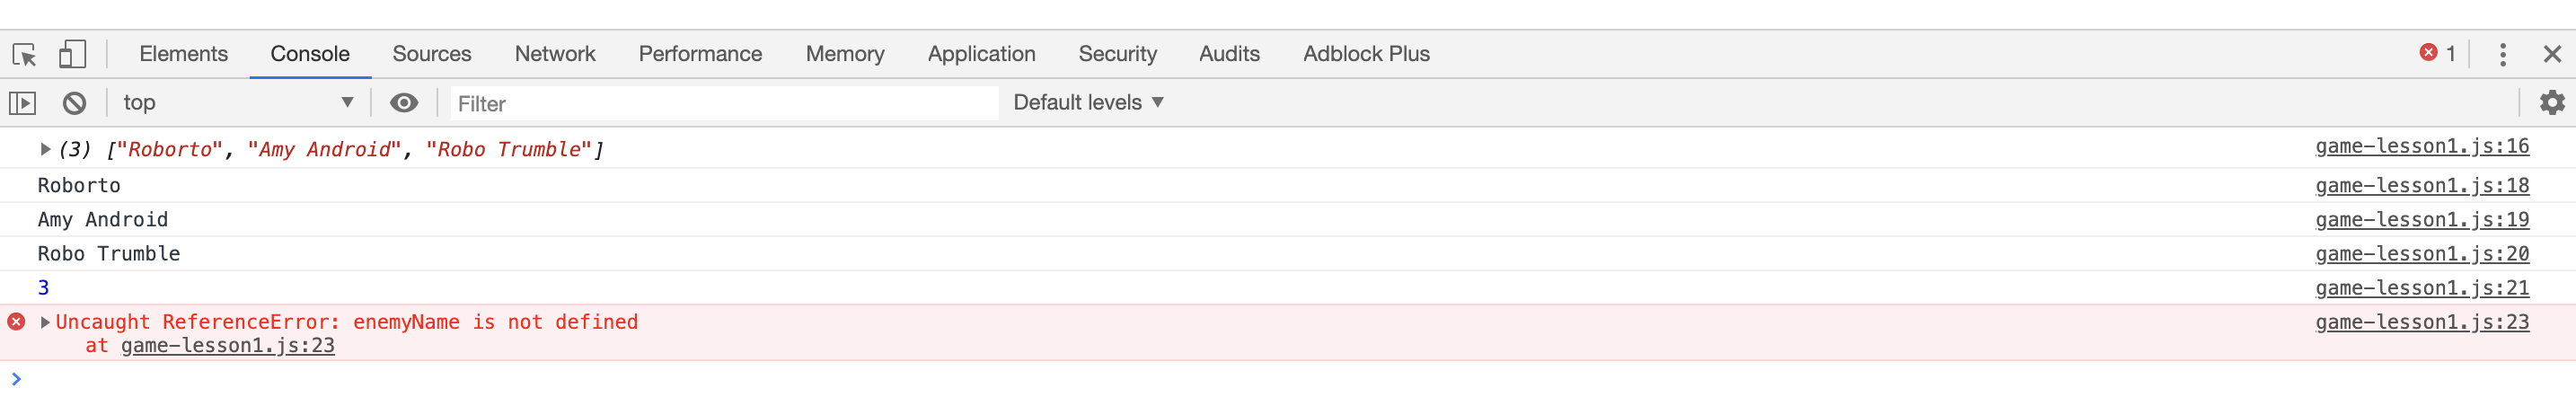 Elements Console Sources Network Performance Memory Application Security Audits Adblock Plus 1
top Filter Default levels
(3) ["Roborto", "Amy Android", "Robo Trumble"] game-lesson1.js:16
Roborto game-lesson1.js:18
Amy Android game-lesson1.js:19
Robo Trumble game-lesson1.js:20
3 game-lesson1.js:21
Uncaught ReferenceError: enemyName is not defined game-lesson1.js:23
at game-lesson1.js:23